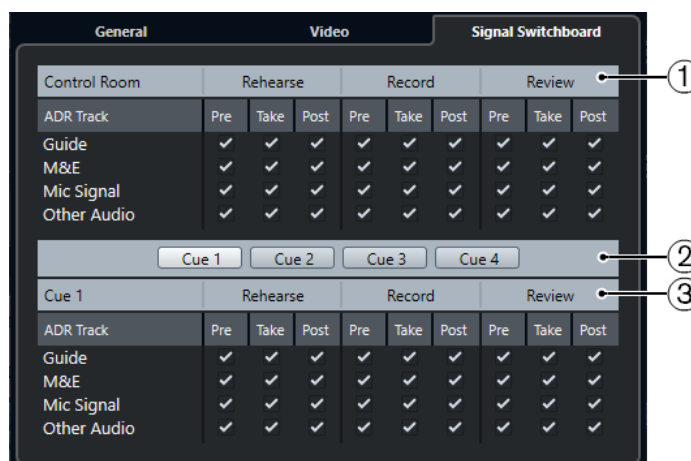 General Video Signal Switchboard
Control Room Rehearse Record Review 1
ADR Track Pre Take Post Pre Take Post Pre Take Post
Guide
M&E
Mic Signal
Other Audio
Cue 1 Cue 2 Cue 3 Cue 4 2
Cue 1 Rehearse Record Review 3
ADR Track Pre Take Post Pre Take Post Pre Take Post
Guide
M&E
Mic Signal
Other Audio